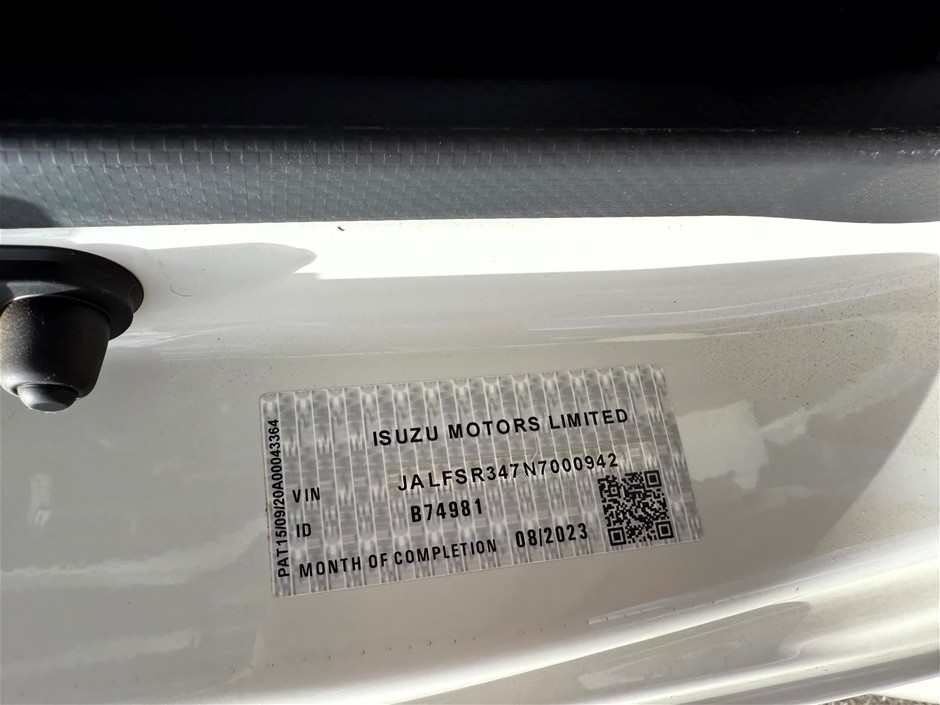 ISUZU MOTORS LIMITED
VIN JALFSR347N7000942
ID B74981
MONTH OF COMPLETION 08/2023
PAT15/09/20A00043364